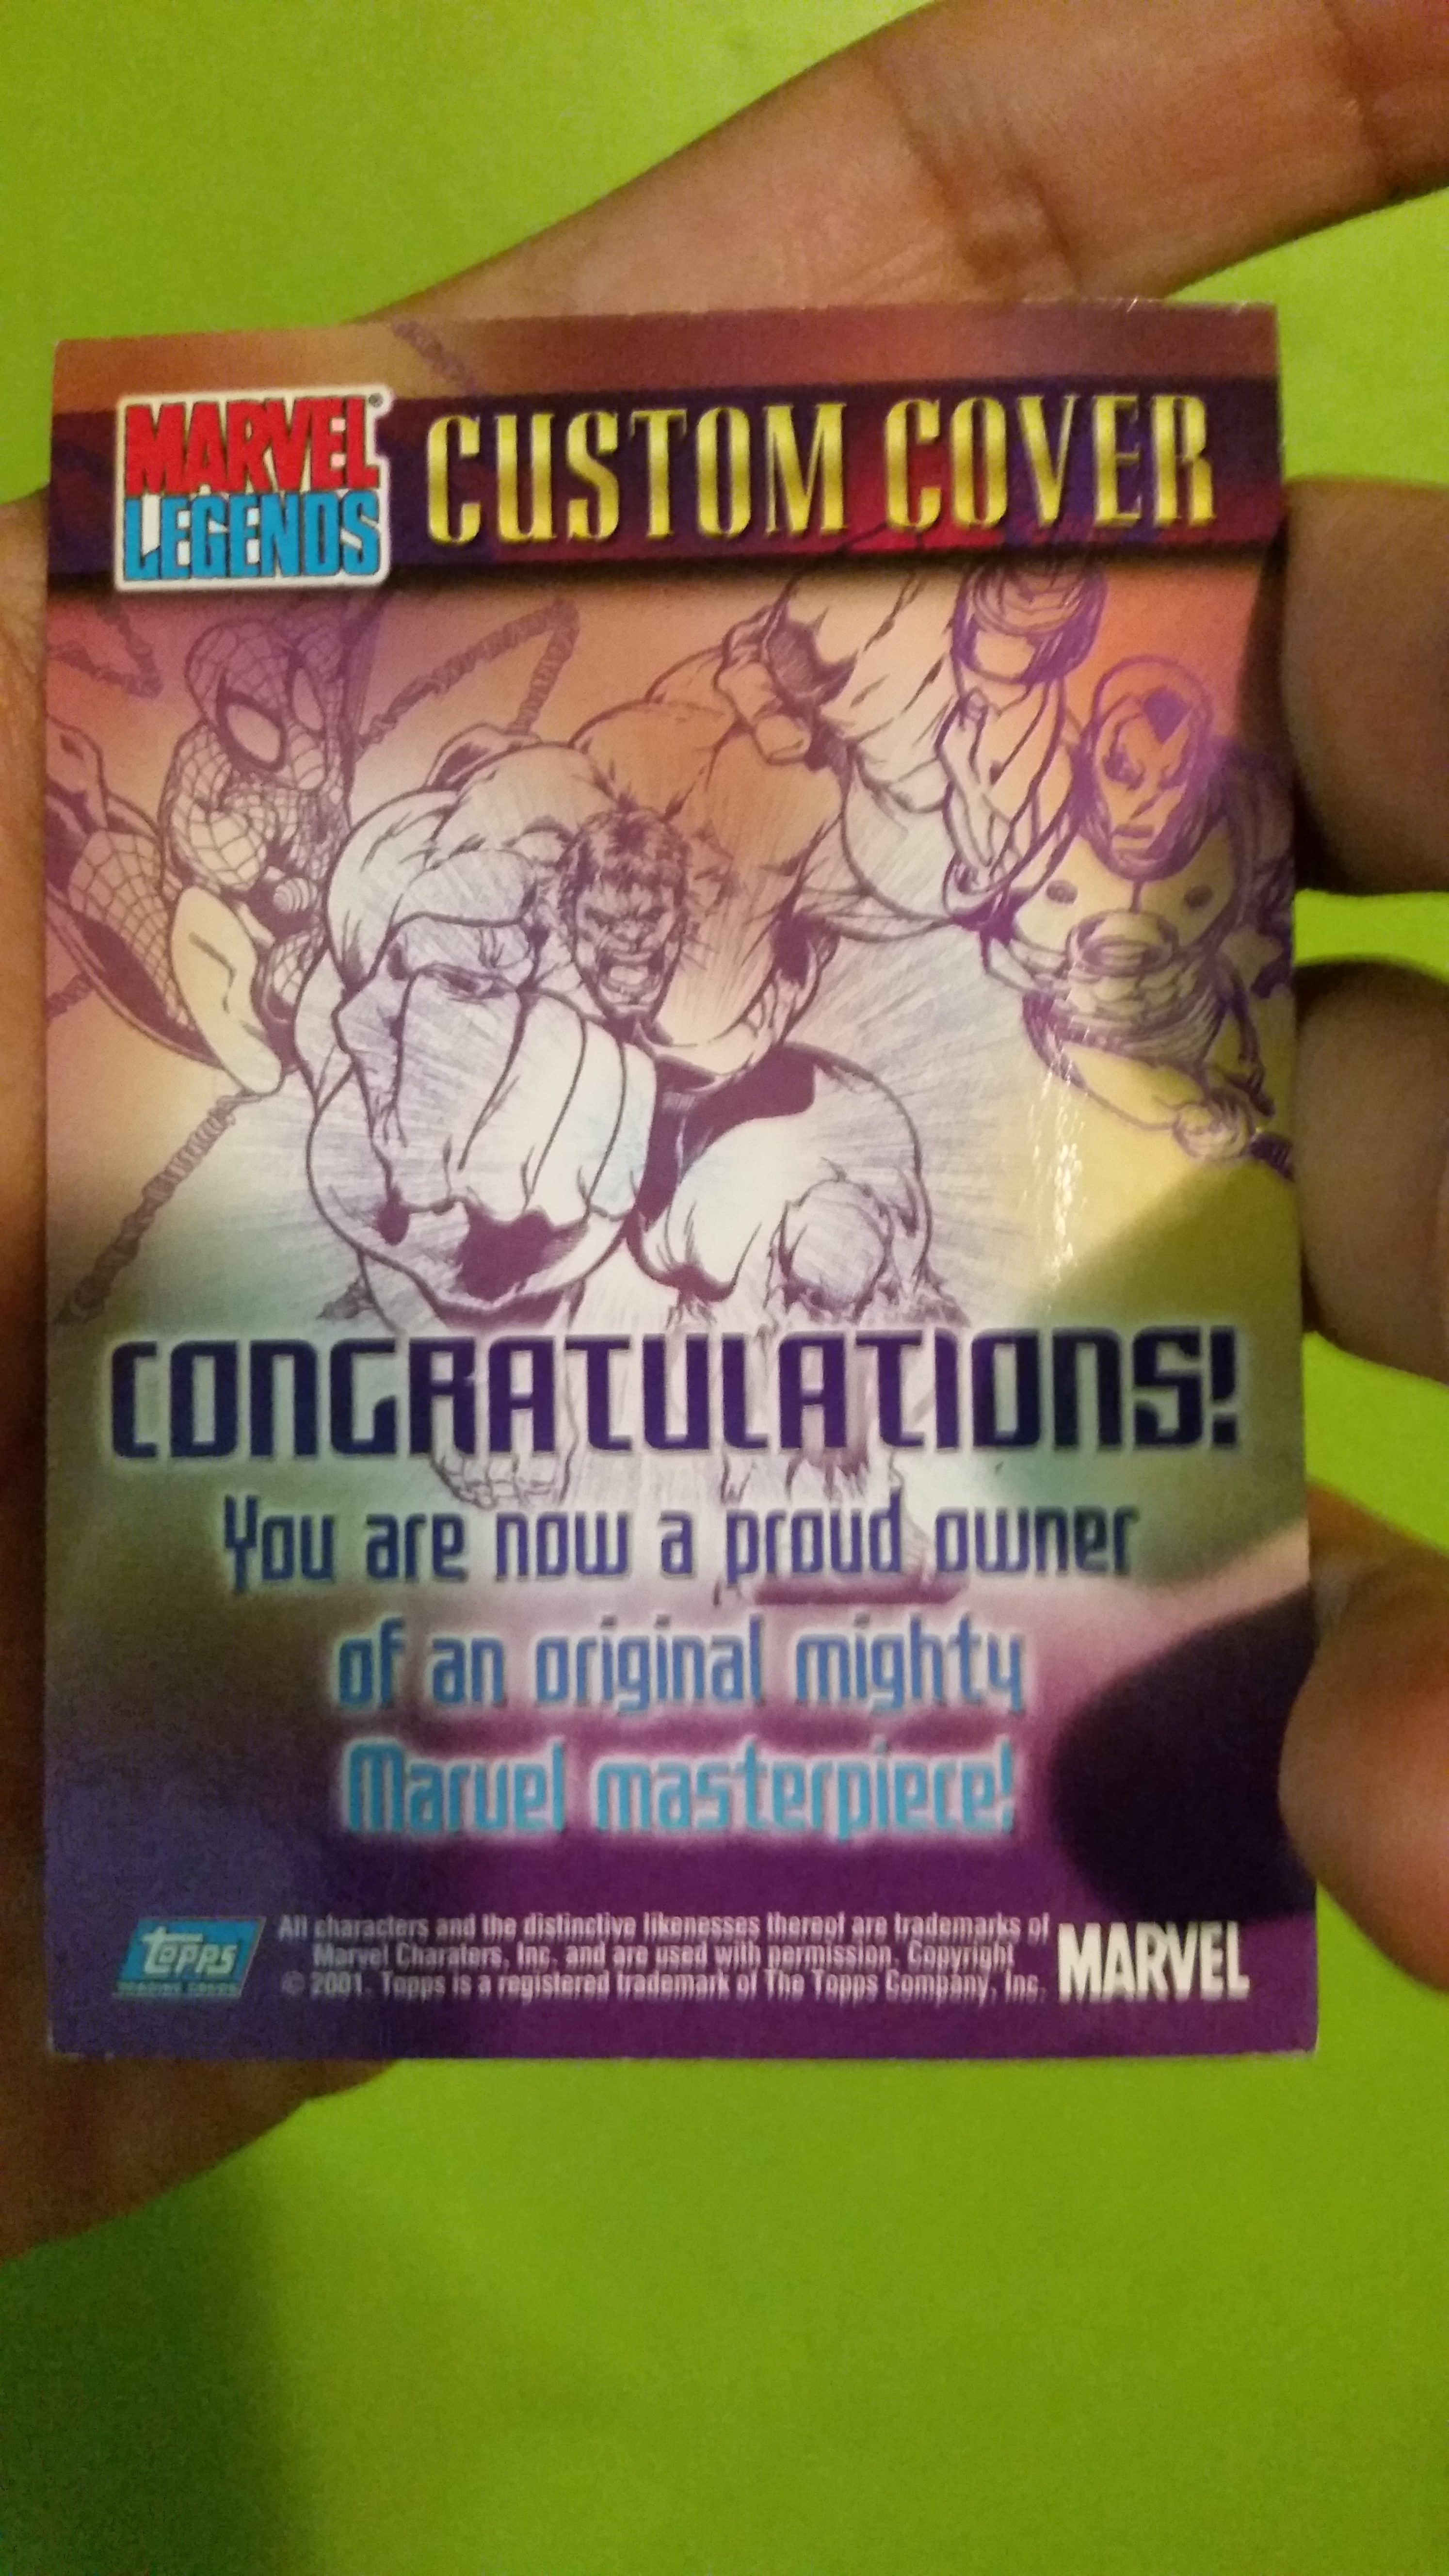 MARVEL®
LEGENDS
CUSTOM COVER
CONGRATULATIONS!
You are now a proud owner
of an original mighty
Marvel masterpiece!
TOPPS
All characters and the distinctive likenesses thereof are trademarks of
Marvel Charaters, Inc. and are used with permission. Copyright
© 2001. Topps is a registered trademark of The Topps Company, Inc.
MARVEL